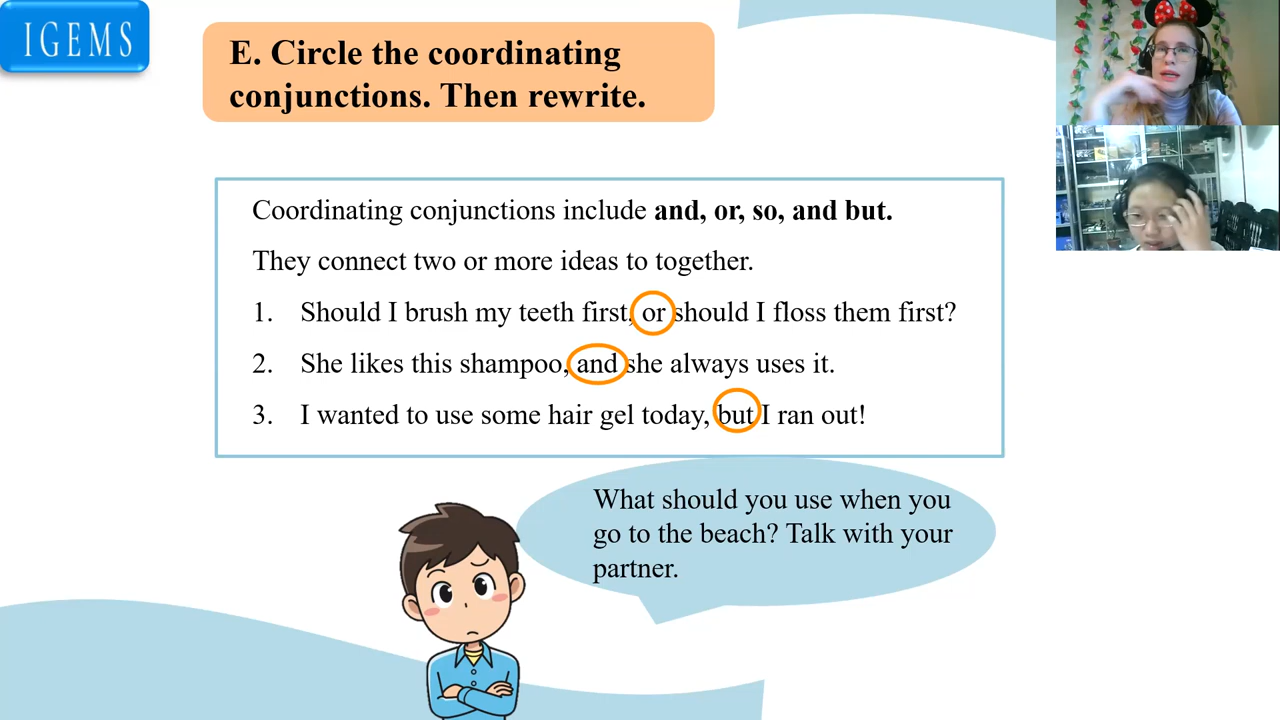 IGEMS
E. Circle the coordinating
conjunctions. Then rewrite.
Coordinating conjunctions include and, or, so, and but.
They connect two or more ideas to together.
1. Should I brush my teeth first, or should I floss them first?
2. She likes this shampoo, and she always uses it.
3. I wanted to use some hair gel today, but I ran out!
What should you use when you
go to the beach? Talk with your
partner.